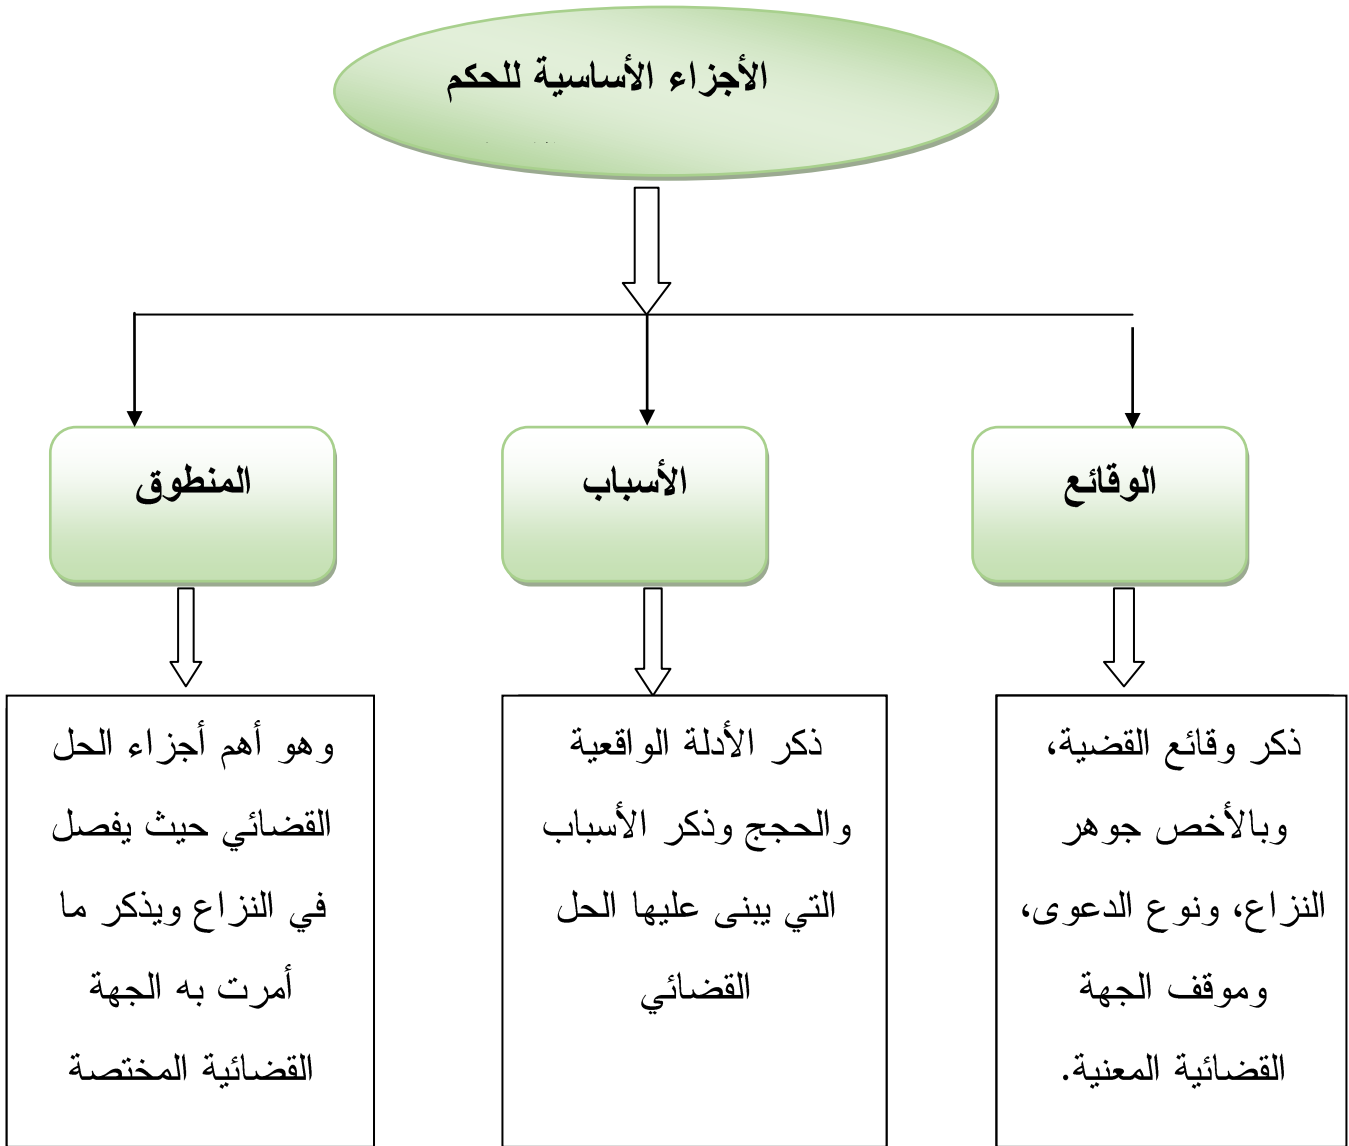 الأجزاء الأساسية للحكم
الوقائع
الأسباب
المنطوق
ذكر وقائع القضية،
وبالأخص جوهر
النزاع، ونوع الدعوى،
وموقف الجهة
القضائية المعنية.
ذكر الأدلة الواقعية
والحجج وذكر الأسباب
التي يبنى عليها الحل
القضائي
وهو أهم أجزاء الحل
القضائي حيث يفصل
في النزاع ويذكر ما
أمرت به الجهة
القضائية المختصة